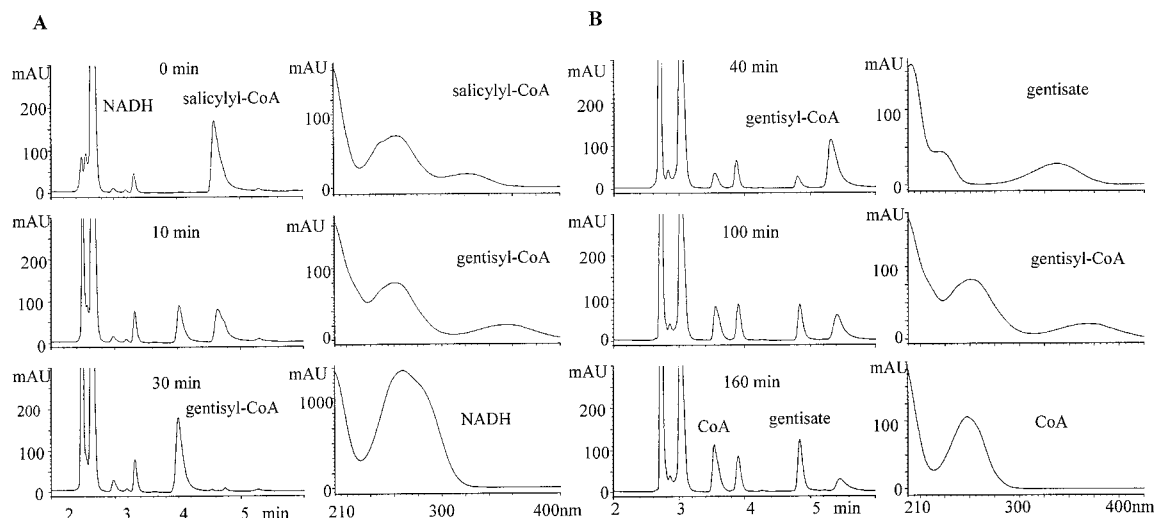 A
B
mAU
0 min
NADH
salicylyl-CoA
200
100
0
mAU
salicylyl-CoA
100
0
mAU
40 min
gentisyl-CoA
200
100
0
mAU
gentisate
100
0
mAU
10 min
200
100
0
mAU
gentisyl-CoA
100
0
mAU
100 min
200
100
0
mAU
gentisyl-CoA
100
0
mAU
30 min
gentisyl-CoA
200
100
0
2 3 4 5 min
mAU
1000
NADH
0
210 300 400nm
mAU
160 min
CoA
gentisate
200
100
0
2 3 4 5 min
mAU
100
CoA
0
210 300 400nm